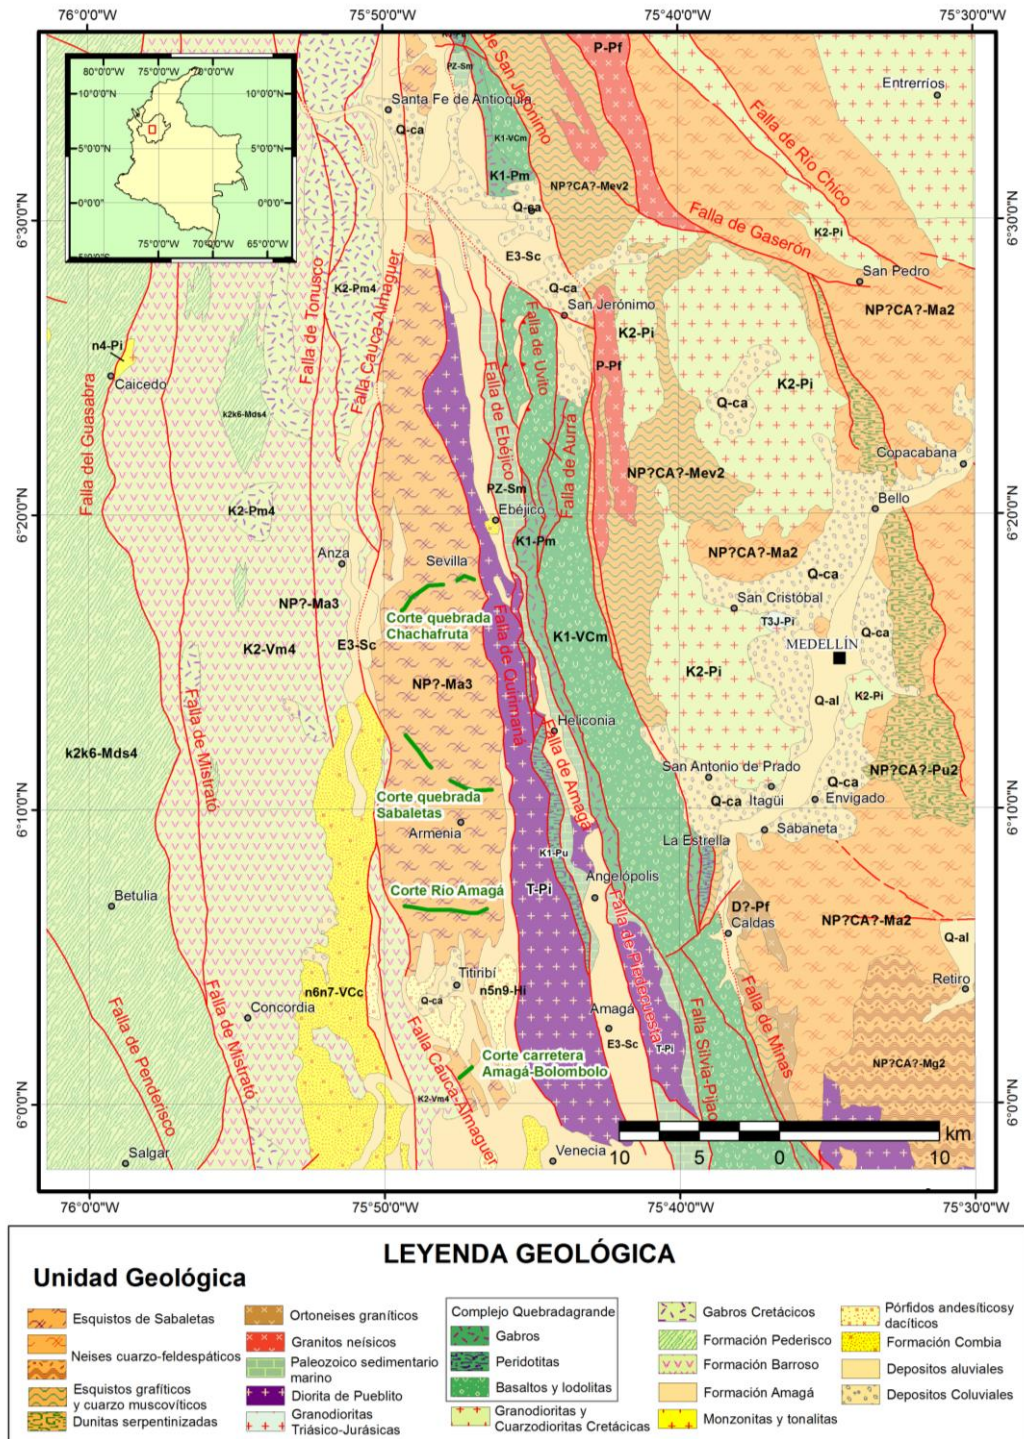 76°0'0"W 75°50'0"W 75°40'0"W 75°30'0"W
80°0'0"W 75°0'0"W 70°0'0"W
10°0'0"N 10°0'0"N
5°0'0"N 5°0'0"N
0°0'0" 0°0'0"
75°0'0"W 65°0'0"W
6°30'0"N 6°30'0"N
6°20'0"N 6°20'0"N
6°10'0"N 6°10'0"N
6°0'0"N 6°0'0"N
PZ-Sm
de San Jerónimo
P-Pf
Entrerríos
Santa Fe de Antioquia
Q-ca
K1-VCm
K1-Pm
NP?CA?-Mev2
Q-ca
Falla de Río Chico
Falla de Gaserón
K2-Pi
E3-Sc
San Pedro
K2-Pm4
Falla de Tonusco
Falla Cauca-Almaguer
Q-ca
San Jerónimo
NP?CA?-Ma2
n4-Pi
Caicedo
Falla del Guasabra
Falla de Uvito
K2-Pi
P-Pf
K2-Pi
Q-ca
k2k6-Mds4
Falla de Ebéjico
Falla de Aurrá
Copacabana
NP?CA?-Mev2
PZ-Sm
K2-Pm4
Ebéjico
Bello
K1-Pm
Anza
Sevilla
NP?CA?-Ma2
Q-ca
NP?-Ma3
Corte quebrada
Chachafruta
San Cristóbal
T3J-Pi
Q-ca
E3-Sc
K2-Vm4
K1-VCm
MEDELLÍN
NP?-Ma3
Falla de Quirimana
K2-Pi
Q-al
K2-Pi
Falla de Mistrató
Heliconia
k2k6-Mds4
Falla de Amagá
San Antonio de Prado
NP?CA?-Pu2
Q-ca
Corte quebrada
Sabaletas
Q-ca
Itagüí
Envigado
Armenia
Sabaneta
La Estrella
K1-Pu
Corte Río Amagá
T-Pi
Angelópolis
Betulia
D?-Pf
Caldas
NP?CA?-Ma2
Q-al
Falla de Piedecuesta
Titiribí
Retiro
n6n7-VCc
Q-ca
n5n9-Hi
Concordia
Amagá
Falla de Minas
Falla de Penderisco
Falla de Mistrató
Falla Cauca-Almaguer
E3-Sc
T-Pi
Falla Silvia-Pijao
Corte carretera
Amagá-Bolombolo
NP?CA?-Mg2
K2-Vm4
Salgar
Venecia
10 5 0 10 km
76°0'0"W 75°50'0"W 75°40'0"W 75°30'0"W
LEYENDA GEOLÓGICA
Unidad Geológica
Esquistos de Sabaletas
Neises cuarzo-feldespáticos
Esquistos grafíticos
y cuarzo muscovíticos
Dunitas serpentinizadas
Ortoneises graníticos
Granitos neísicos
Paleozoico sedimentario
marino
Diorita de Pueblito
Granodioritas
Triásico-Jurásicas
Complejo Quebradagrande
Gabros
Peridotitas
Basaltos y lodolitas
Granodioritas y
Cuarzodioritas Cretácicas
Gabros Cretácicos
Formación Pederisco
Formación Barroso
Formación Amagá
Monzonitas y tonalitas
Pórfidos andesíticosy
dacíticos
Formación Combia
Depositos aluviales
Depositos Coluviales